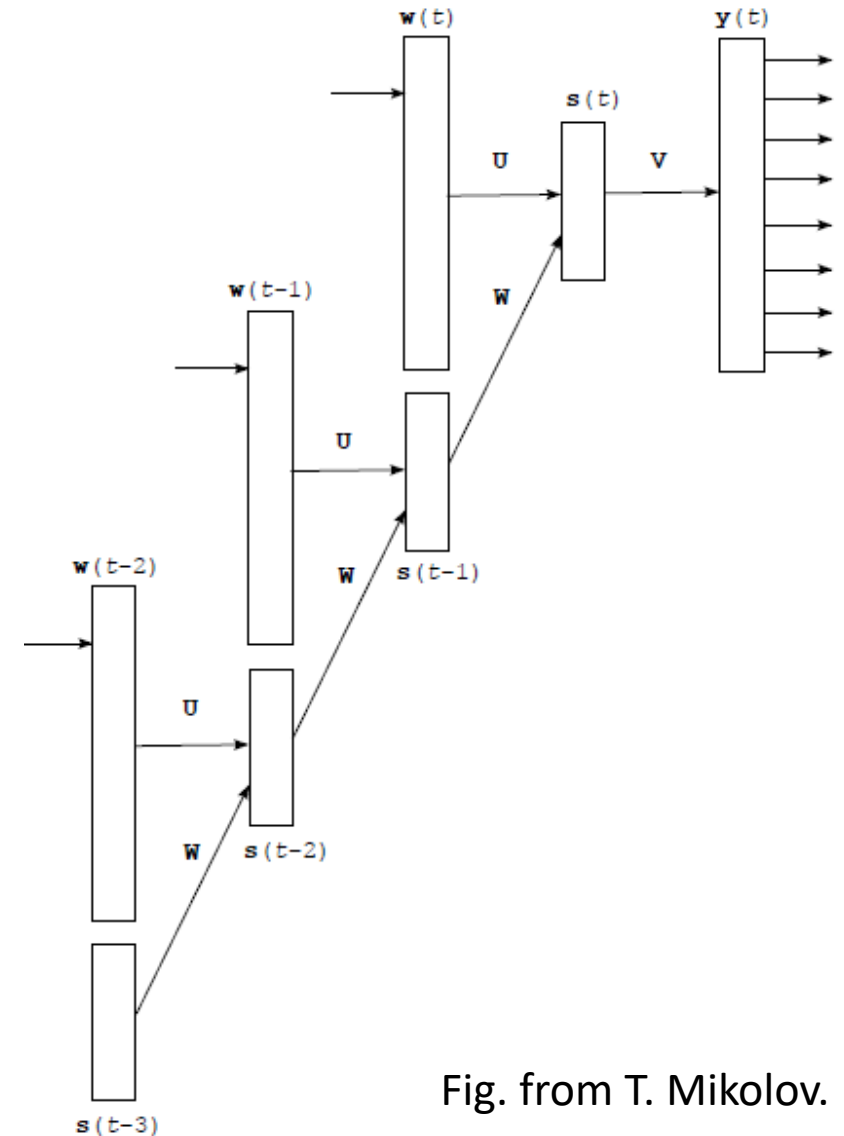 w(t)
y(t)
s(t)
U
V
W
w(t-1)
U
W
s(t-1)
w(t-2)
U
W
s(t-2)
s(t-3)
Fig. from T. Mikolov.